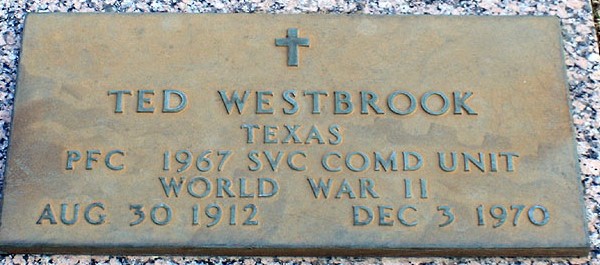 TED WESTBROOK
TEXAS
PFC 1967 SVC COMD UNIT
WORLD WAR II
AUG 30 1912 DEC 3 1970